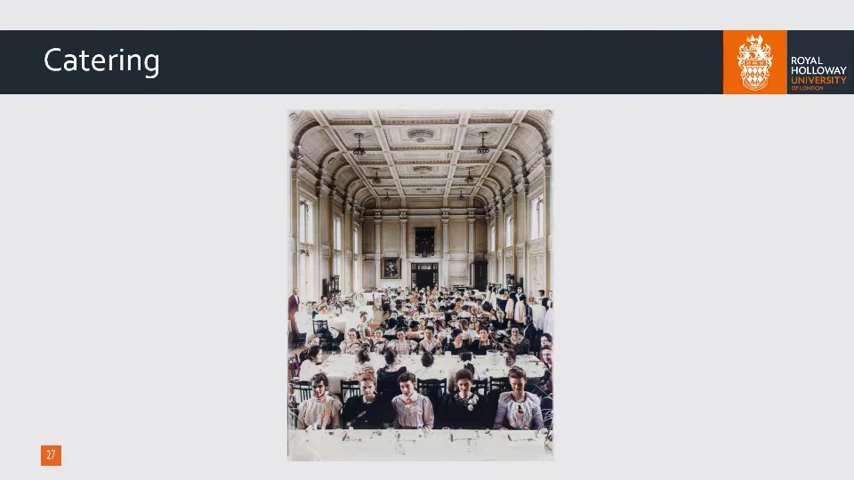 Catering
ROYAL
HOLLOWAY
UNIVERSITY
OF LONDON
27